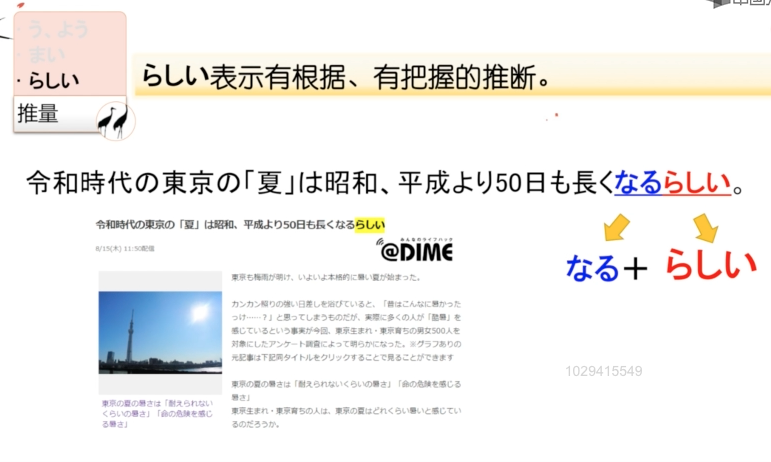 ・う、よう
・まい
・らしい
推量
らしい表示有根据、有把握的推断。
令和時代の東京の「夏」は昭和、平成より50日も長くなるらしい。
令和時代の東京の「夏」は昭和、平成より50日も長くなるらしい
8/15(木) 11:50配信
みんなのライフハック
@DIME
なる＋らしい
東京も梅雨が明け、いよいよ本格的に暑い夏が始まった。
カンカン照りの強い日差しを浴びていると、「昔はこんなに暑かった
っけ……？」と思ってしまうものだが、実際に多くの人が「酷暑」を
感じているという事実が今回、東京生まれ・東京育ちの男女500人を
対象にしたアンケート調査によって明らかになった。※グラフありの
元記事は下記同タイトルをクリックすることで見ることができます
東京の夏の暑さは「耐えられないくらいの暑さ」「命の危険を感じる
暑さ」
東京生まれ・東京育ちの人は、東京の夏はどれくらい暑いと感じてい
るのだろうか。
東京の夏の暑さは「耐えられない
くらいの暑さ」「命の危険を感じ
る暑さ」
1029415549